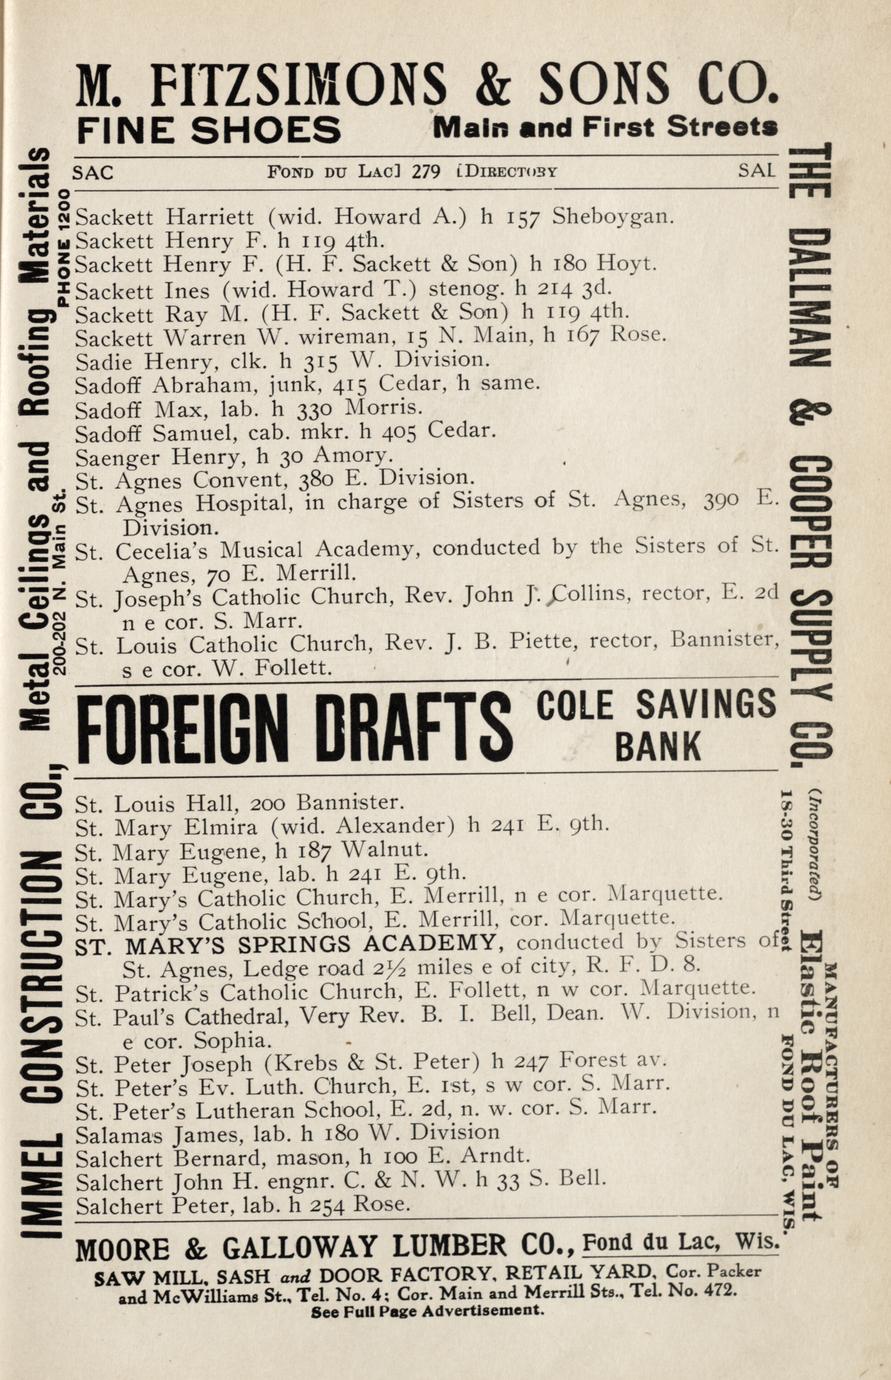 M. FITZSIMONS & SONS CO.
FINE SHOES Main and First Streets
SAC FOND DU LAC] 279 [DIRECTORY SAL
Sackett Harriett (wid. Howard A.) h 157 Sheboygan.
Sackett Henry F. h 119 4th.
Sackett Henry F. (H. F. Sackett & Son) h 180 Hoyt.
Sackett Ines (wid. Howard T.) stenog. h 214 3d.
Sackett Ray M. (H. F. Sackett & Son) h 119 4th.
Sackett Warren W. wireman, 15 N. Main, h 167 Rose.
Sadie Henry, clk. h 315 W. Division.
Sadoff Abraham, junk, 415 Cedar, h same.
Sadoff Max, lab. h 330 Morris.
Sadoff Samuel, cab. mkr. h 405 Cedar.
Saenger Henry, h 30 Amory.
St. Agnes Convent, 380 E. Division.
St. Agnes Hospital, in charge of Sisters of St. Agnes, 390 E.
Division.
St. Cecelia's Musical Academy, conducted by the Sisters of St.
Agnes, 70 E. Merrill.
St. Joseph's Catholic Church, Rev. John J. Collins, rector, E. 2d
n e cor. S. Marr.
St. Louis Catholic Church, Rev. J. B. Piette, rector, Bannister,
s e cor. W. Follett.
FOREIGN DRAFTS COLE SAVINGS
BANK
St. Louis Hall, 200 Bannister.
St. Mary Elmira (wid. Alexander) h 241 E. 9th.
St. Mary Eugene, h 187 Walnut.
St. Mary Eugene, lab. h 241 E. 9th.
St. Mary's Catholic Church, E. Merrill, n e cor. Marquette.
St. Mary's Catholic School, E. Merrill, cor. Marquette.
ST. MARY'S SPRINGS ACADEMY, conducted by Sisters of
St. Agnes, Ledge road 2½ miles e of city, R. F. D. 8.
St. Patrick's Catholic Church, E. Follett, n w cor. Marquette.
St. Paul's Cathedral, Very Rev. B. I. Bell, Dean. W. Division, n
e cor. Sophia.
St. Peter Joseph (Krebs & St. Peter) h 247 Forest av.
St. Peter's Ev. Luth. Church, E. 1st, s w cor. S. Marr.
St. Peter's Lutheran School, E. 2d, n. w. cor. S. Marr.
Salamas James, lab. h 180 W. Division
Salchert Bernard, mason, h 100 E. Arndt.
Salchert John H. engnr. C. & N. W. h 33 S. Bell.
Salchert Peter, lab. h 254 Rose.
MOORE & GALLOWAY LUMBER CO., Fond du Lac, Wis.
SAW MILL, SASH and DOOR FACTORY, RETAIL YARD, Cor. Packer
and McWilliams St., Tel. No. 4; Cor. Main and Merrill Sts., Tel. No. 472.
See Full Page Advertisement.
IMMEL CONSTRUCTION CO., Metal Ceilings and Roofing Materials
200-202 N. Main St. PHONE 1200
THE DALLMAN & COOPER SUPPLY CO.
(Incorporated)
18-30 Third Street
MANUFACTURERS OF
Elastic Roof Paint
FOND DU LAC, WIS.